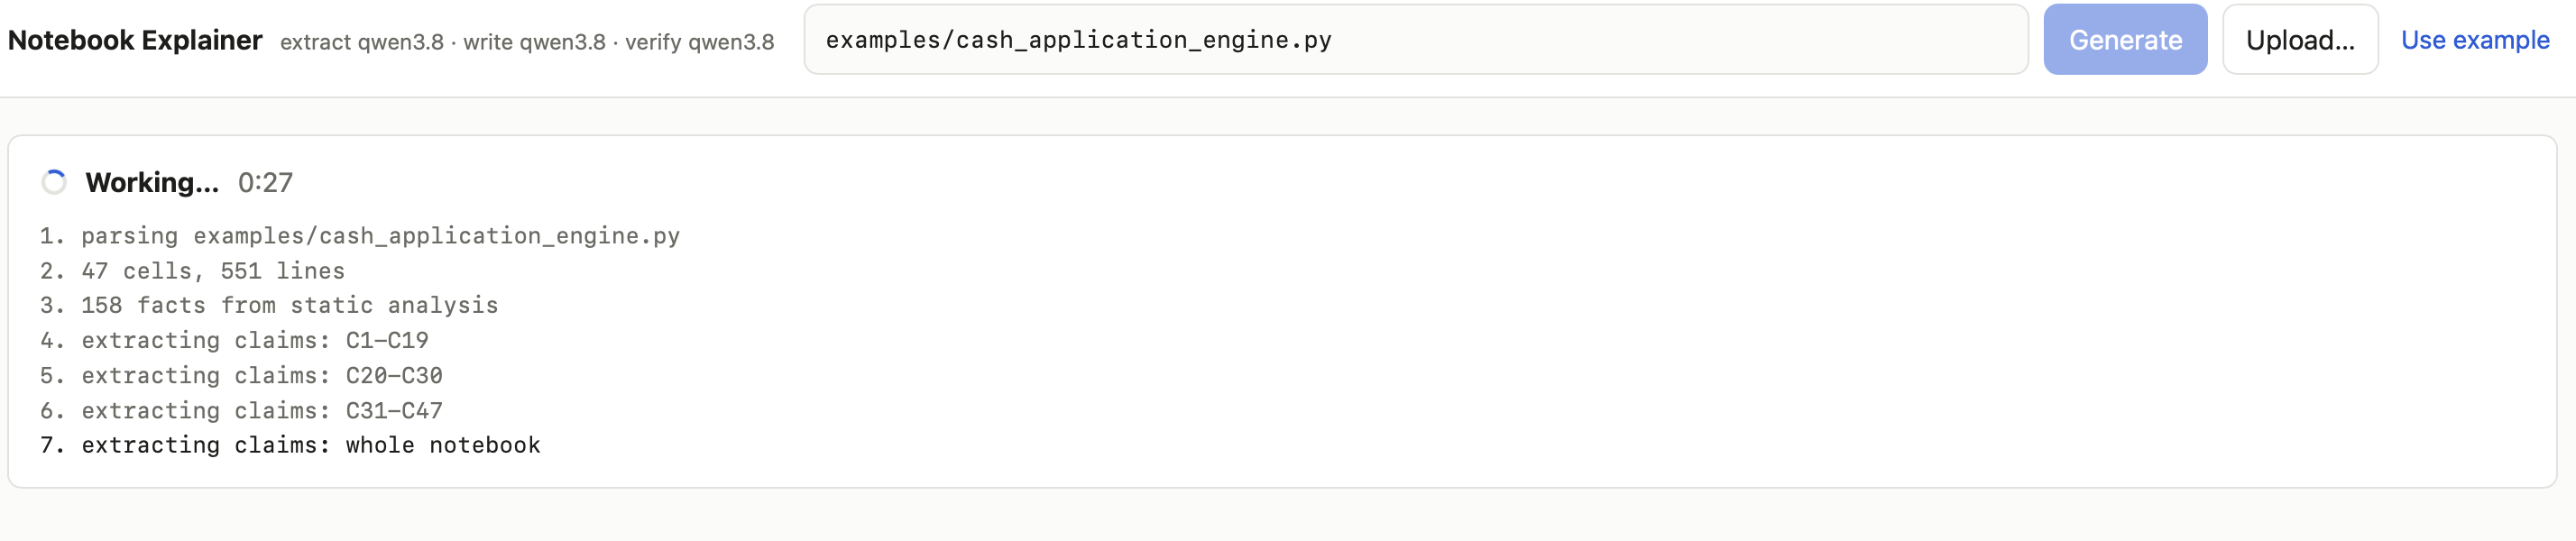 Notebook Explainer extract qwen3.8 · write qwen3.8 · verify qwen3.8 examples/cash_application_engine.py Generate Upload... Use example
Working... 0:27
1. parsing examples/cash_application_engine.py
2. 47 cells, 551 lines
3. 158 facts from static analysis
4. extracting claims: C1–C19
5. extracting claims: C20–C30
6. extracting claims: C31–C47
7. extracting claims: whole notebook